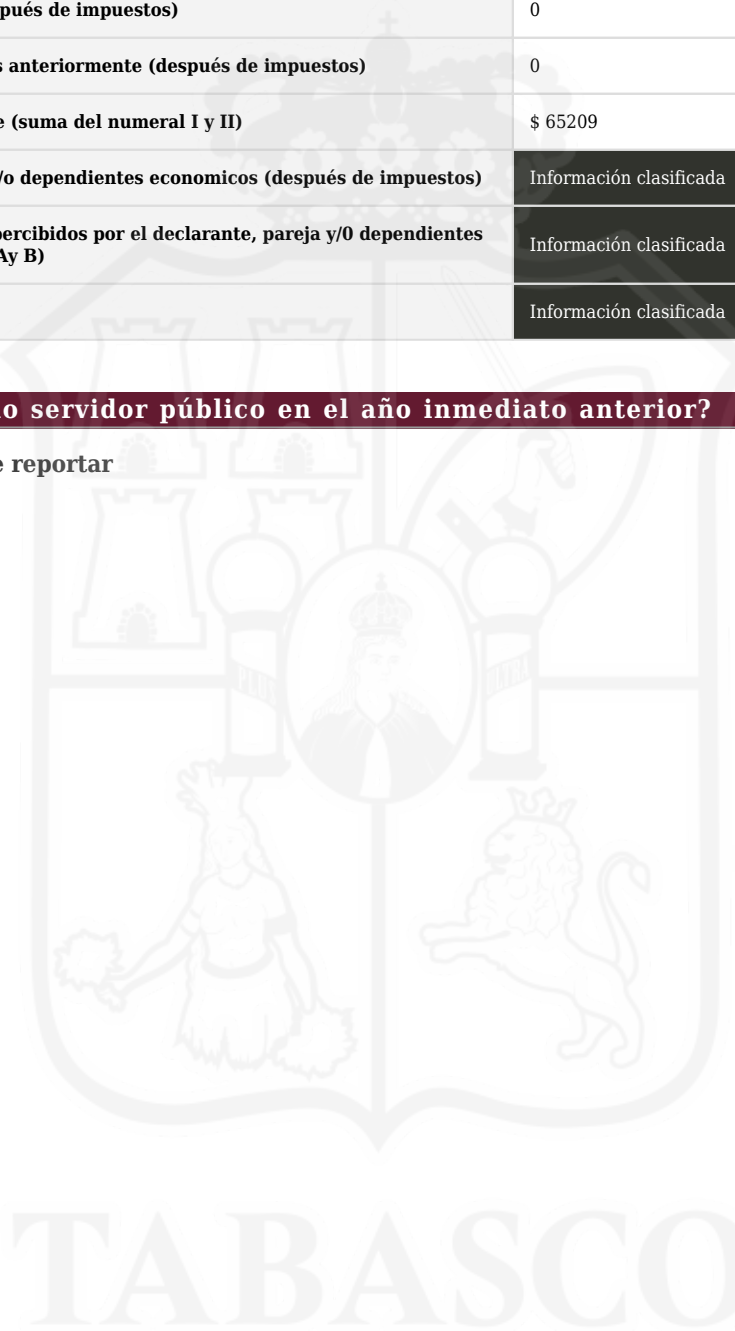 pués de impuestos)
0
s anteriormente (después de impuestos)
0
e (suma del numeral I y II)
$ 65209
/o dependientes economicos (después de impuestos)
Información clasificada
percibidos por el declarante, pareja y/0 dependientes
Ay B)
Información clasificada
Información clasificada
o servidor público en el año inmediato anterior?
e reportar
PLUS
ULTRA
TABASCO